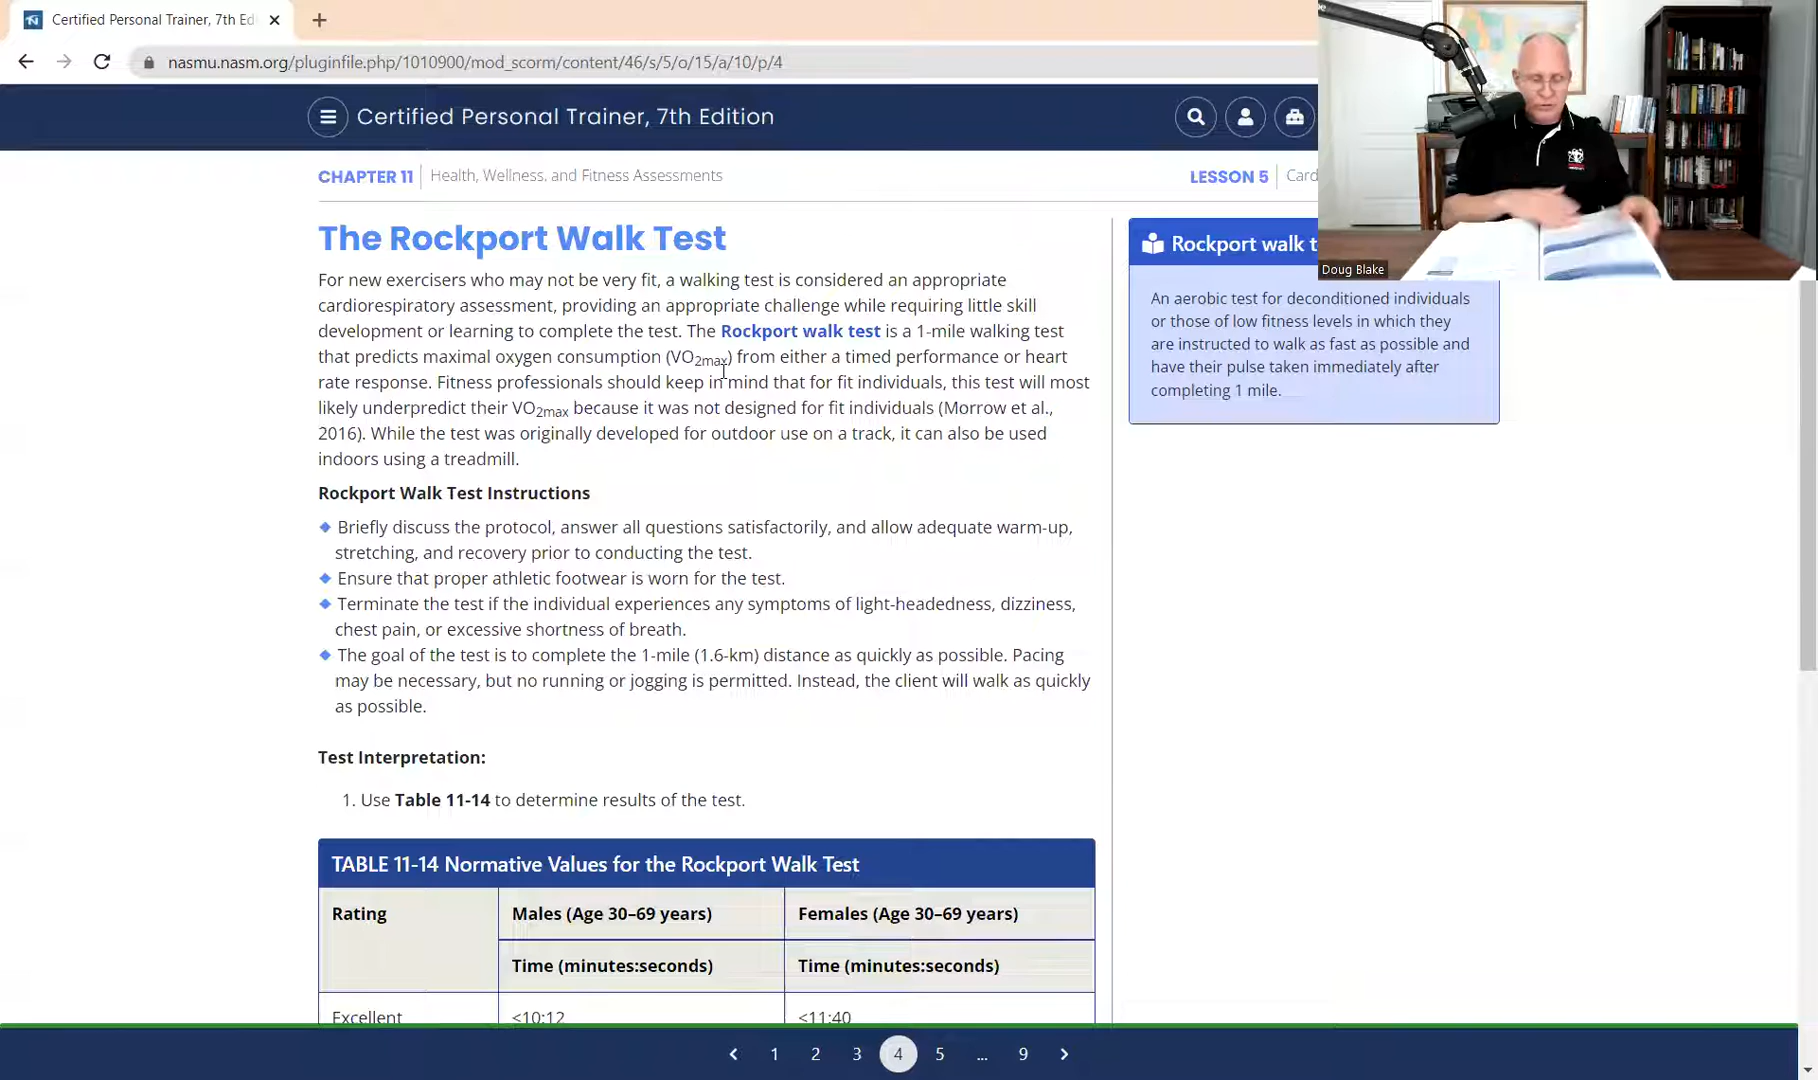 Certified Personal Trainer, 7th Ed
nasmu.nasm.org/pluginfile.php/1010900/mod_scorm/content/46/s/5/o/15/a/10/p/4
Certified Personal Trainer, 7th Edition
CHAPTER 11 Health, Wellness, and Fitness Assessments
LESSON 5 Card
The Rockport Walk Test
For new exercisers who may not be very fit, a walking test is considered an appropriate
cardiorespiratory assessment, providing an appropriate challenge while requiring little skill
development or learning to complete the test. The Rockport walk test is a 1-mile walking test
that predicts maximal oxygen consumption (VO2max) from either a timed performance or heart
rate response. Fitness professionals should keep in mind that for fit individuals, this test will most
likely underpredict their VO2max because it was not designed for fit individuals (Morrow et al.,
2016). While the test was originally developed for outdoor use on a track, it can also be used
indoors using a treadmill.
Rockport Walk Test Instructions
Briefly discuss the protocol, answer all questions satisfactorily, and allow adequate warm-up,
stretching, and recovery prior to conducting the test.
Ensure that proper athletic footwear is worn for the test.
Terminate the test if the individual experiences any symptoms of light-headedness, dizziness,
chest pain, or excessive shortness of breath.
The goal of the test is to complete the 1-mile (1.6-km) distance as quickly as possible. Pacing
may be necessary, but no running or jogging is permitted. Instead, the client will walk as quickly
as possible.
Test Interpretation:
1. Use Table 11-14 to determine results of the test.
TABLE 11-14 Normative Values for the Rockport Walk Test
Rating Males (Age 30–69 years) Females (Age 30–69 years)
Time (minutes:seconds) Time (minutes:seconds)
Excellent <10:12 <11:40
Rockport walk t
An aerobic test for deconditioned individuals
or those of low fitness levels in which they
are instructed to walk as fast as possible and
have their pulse taken immediately after
completing 1 mile.
Doug Blake
1 2 3 4 5 ... 9